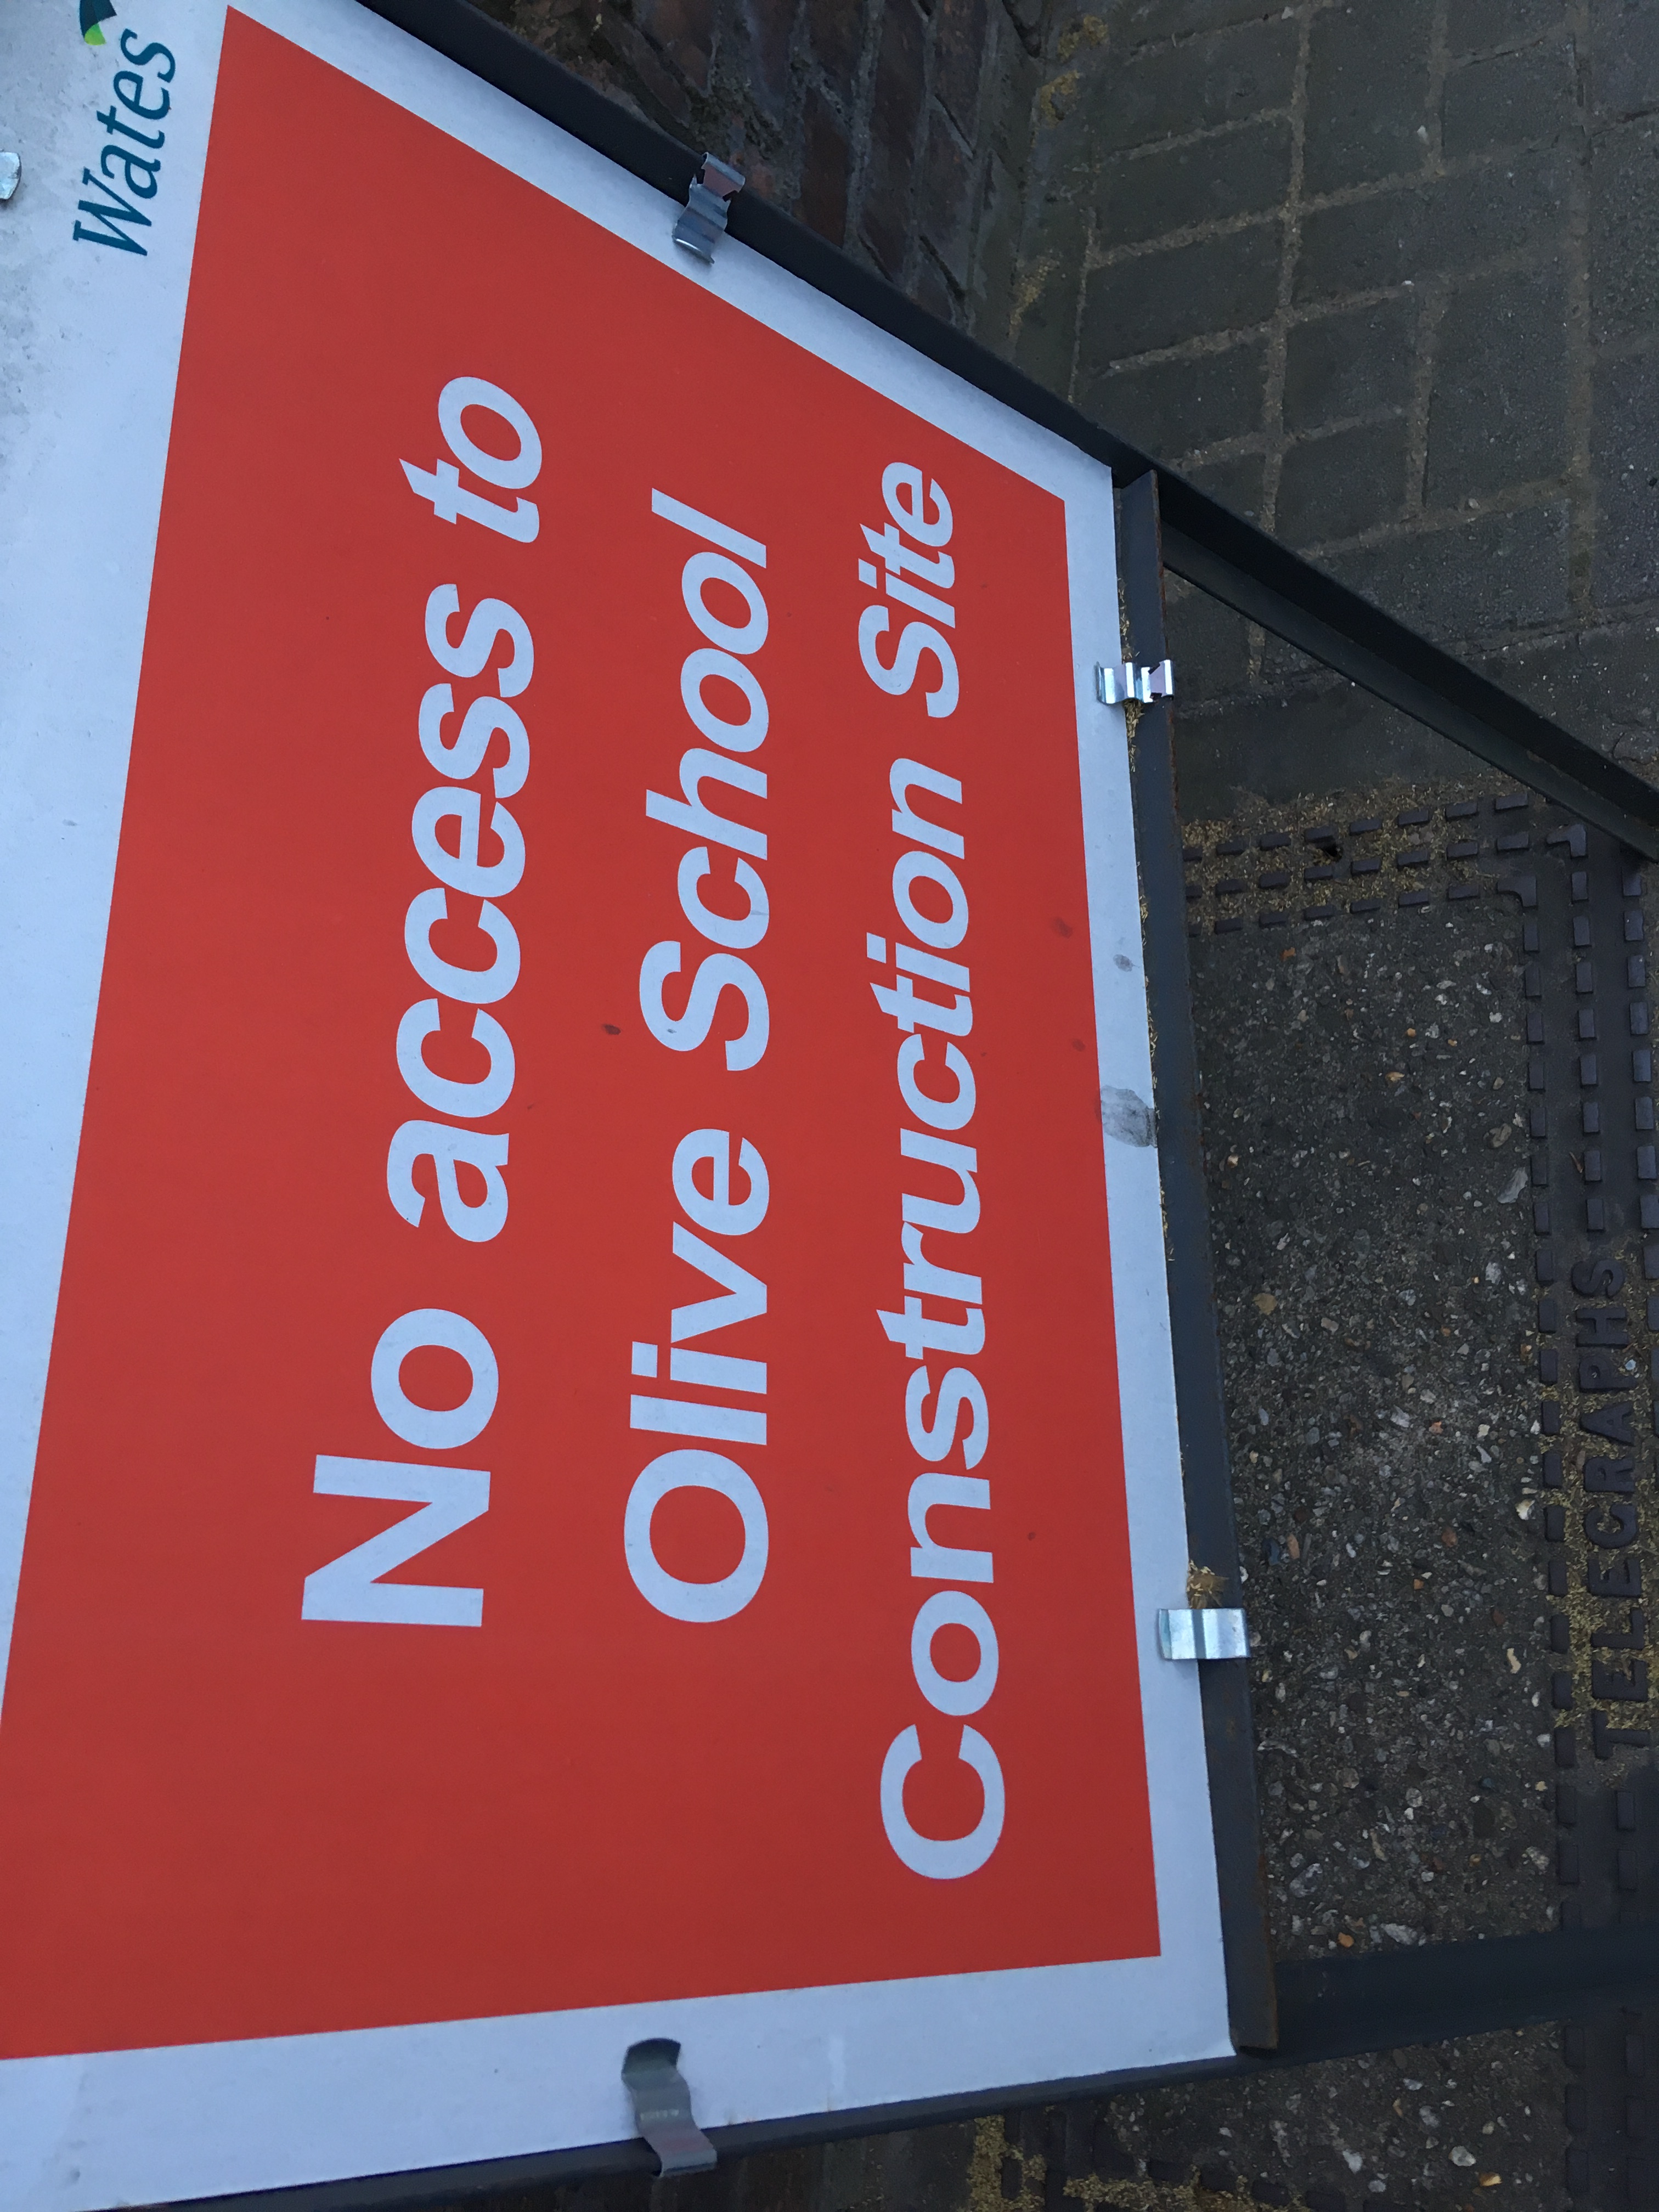 Wates
No access to
Olive School
Construction Site
TELEGRAPHS